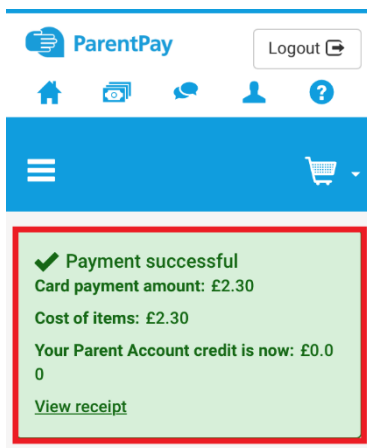 ParentPay
Logout
Payment successful
Card payment amount: £2.30
Cost of items: £2.30
Your Parent Account credit is now: £0.0
0
View receipt